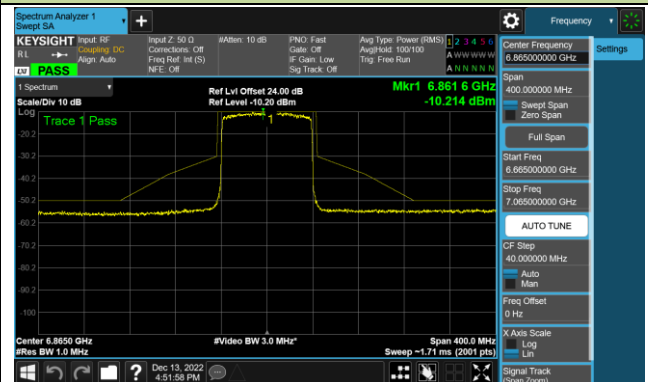 Spectrum Analyzer 1
Swept SA
Frequency
KEYSIGHT
Input: RF
Input Z: 50 Ω
#Atten: 10 dB
PNO: Fast
Avg Type: Power (RMS)
1 2 3 4 5 6
RL
Coupling: DC
Corrections: Off
Gate: Off
Avg|Hold: 100/100
A W W W W W
Align: Auto
Freq Ref: Int (S)
IF Gain: Low
Trig: Free Run
LXI PASS
NFE: Off
Sig Track: Off
A N N N N N
1 Spectrum
Ref Lvl Offset 24.00 dB
Mkr1 6.861 6 GHz
Scale/Div 10 dB
Ref Level -10.20 dBm
-10.214 dBm
Log
Trace 1 Pass
1
-20.2
-30.2
-40.2
-50.2
-60.2
-70.2
-80.2
-90.2
-100
Center 6.8650 GHz
#Video BW 3.0 MHz*
Span 400.0 MHz
#Res BW 1.0 MHz
Sweep ~1.71 ms (2001 pts)
?
Dec 13, 2022
4:51:58 PM
Center Frequency
6.865000000 GHz
Settings
Span
400.000000 MHz
Swept Span
Zero Span
Full Span
Start Freq
6.665000000 GHz
Stop Freq
7.065000000 GHz
AUTO TUNE
CF Step
40.000000 MHz
Auto
Man
Freq Offset
0 Hz
X Axis Scale
Log
Lin
Signal Track
(Span Zoom)